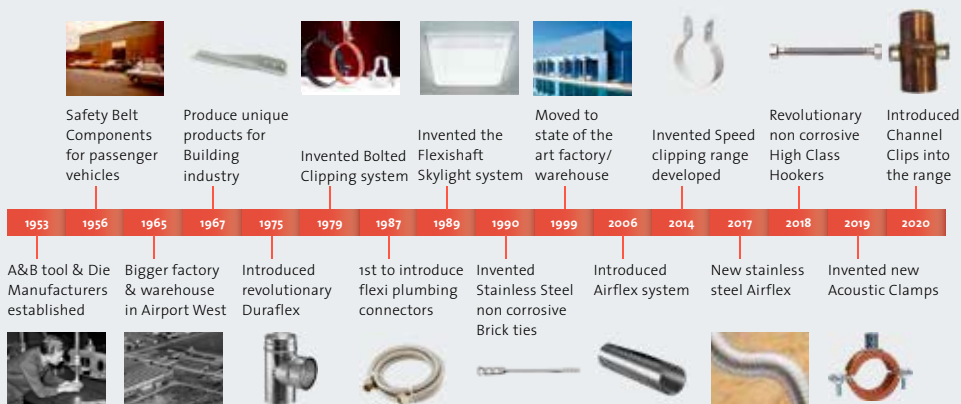 Safety Belt
Components
for passenger
vehicles
Produce unique
products for
Building
industry
Invented Bolted
Clipping system
Invented the
Flexishaft
Skylight system
Moved to
state of the
art factory/
warehouse
Invented Speed
clipping range
developed
Revolutionary
non corrosive
High Class
Hookers
Introduced
Channel
Clips into
the range
1953 1956 1965 1967 1975 1979 1987 1989 1990 1999 2006 2014 2017 2018 2019 2020
A&B tool & Die
Manufacturers
established
Bigger factory
& warehouse
in Airport West
Introduced
revolutionary
Duraflex
1st to introduce
flexi plumbing
connectors
Invented
Stainless Steel
non corrosive
Brick ties
Introduced
Airflex system
New stainless
steel Airflex
Invented new
Acoustic Clamps